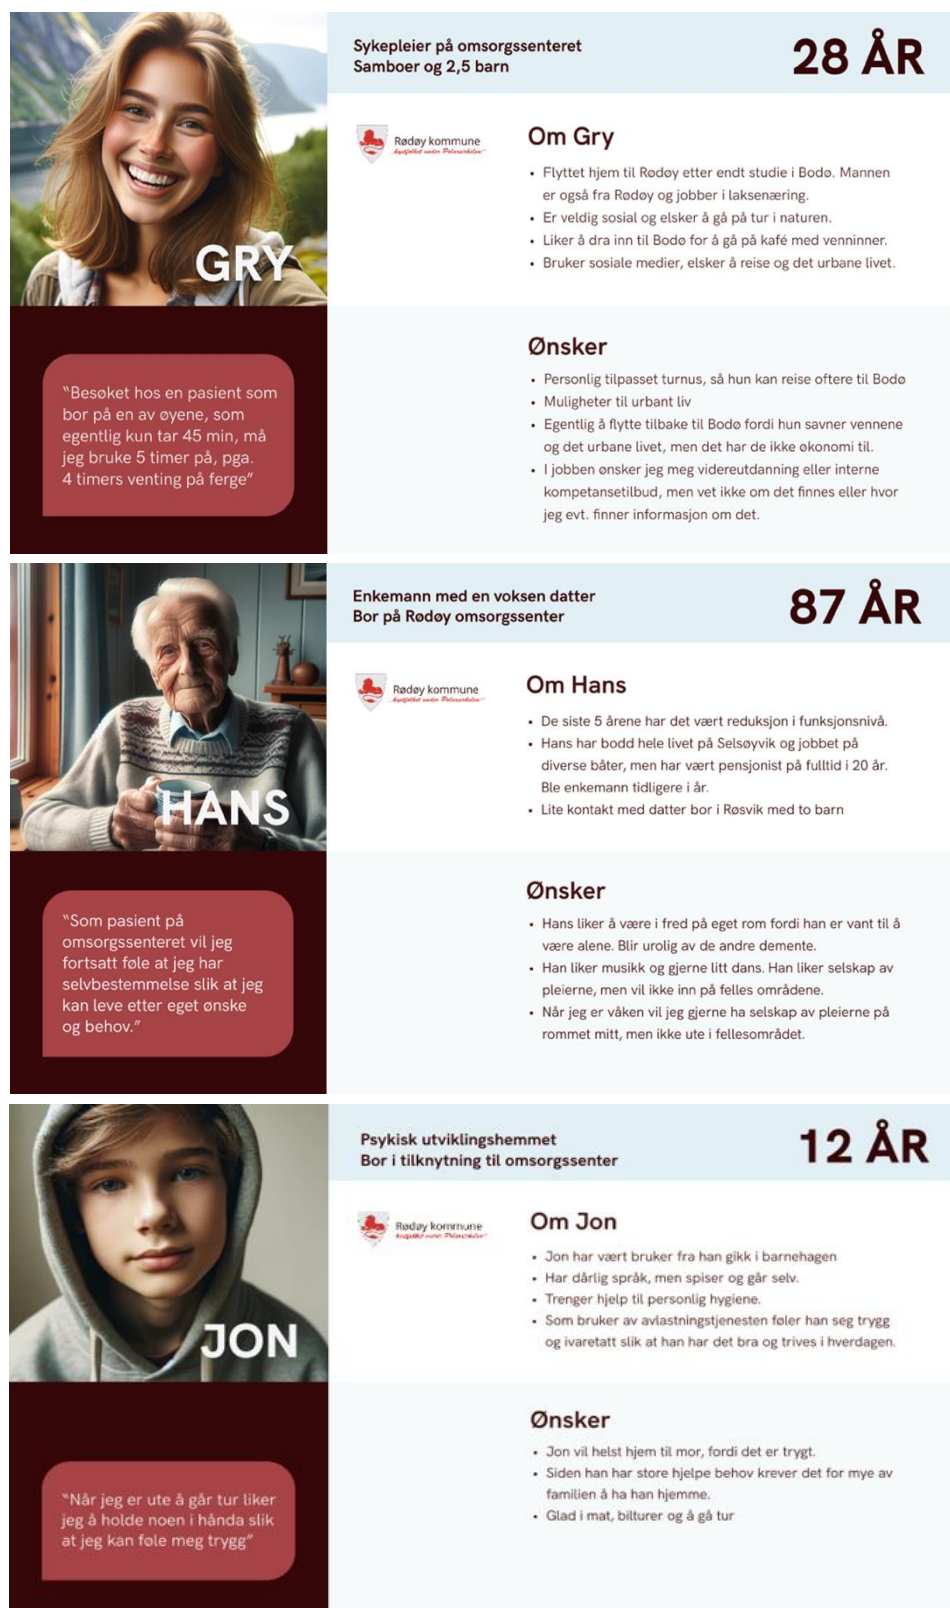 Sykepleier på omsorgssenteret
Samboer og 2,5 barn
28 ÅR
GRY
Rødøy kommune
kystfolket under Polarsirkelen
Om Gry
• Flyttet hjem til Rødøy etter endt studie i Bodø. Mannen
er også fra Rødøy og jobber i laksenæring.
• Er veldig sosial og elsker å gå på tur i naturen.
• Liker å dra inn til Bodø for å gå på kafé med venninner.
• Bruker sosiale medier, elsker å reise og det urbane livet.
"Besøket hos en pasient som
bor på en av øyene, som
egentlig kun tar 45 min, må
jeg bruke 5 timer på, pga.
4 timers venting på ferge"
Ønsker
• Personlig tilpasset turnus, så hun kan reise oftere til Bodø
• Muligheter til urbant liv
• Egentlig å flytte tilbake til Bodø fordi hun savner vennene
og det urbane livet, men det har de ikke økonomi til.
• I jobben ønsker jeg meg videreutdanning eller interne
kompetansetilbud, men vet ikke om det finnes eller hvor
jeg evt. finner informasjon om det.
Enkemann med en voksen datter
Bor på Rødøy omsorgssenter
87 ÅR
HANS
Rødøy kommune
kystfolket under Polarsirkelen
Om Hans
• De siste 5 årene har det vært reduksjon i funksjonsnivå.
• Hans har bodd hele livet på Selsøyvik og jobbet på
diverse båter, men har vært pensjonist på fulltid i 20 år.
Ble enkemann tidligere i år.
• Lite kontakt med datter bor i Røsvik med to barn
"Som pasient på
omsorgssenteret vil jeg
fortsatt føle at jeg har
selvbestemmelse slik at jeg
kan leve etter eget ønske
og behov."
Ønsker
• Hans liker å være i fred på eget rom fordi han er vant til å
være alene. Blir urolig av de andre demente.
• Han liker musikk og gjerne litt dans. Han liker selskap av
pleierne, men vil ikke inn på felles områdene.
• Når jeg er våken vil jeg gjerne ha selskap av pleierne på
rommet mitt, men ikke ute i fellesområdet.
Psykisk utviklingshemmet
Bor i tilknytning til omsorgssenter
12 ÅR
JON
Rødøy kommune
kystfolket under Polarsirkelen
Om Jon
• Jon har vært bruker fra han gikk i barnehagen
• Har dårlig språk, men spiser og går selv.
• Trenger hjelp til personlig hygiene.
• Som bruker av avlastningstjenesten føler han seg trygg
og ivaretatt slik at han har det bra og trives i hverdagen.
"Når jeg er ute å går tur liker
jeg å holde noen i hånda slik
at jeg kan føle meg trygg"
Ønsker
• Jon vil helst hjem til mor, fordi det er trygt.
• Siden han har store hjelpe behov krever det for mye av
familien å ha han hjemme.
• Glad i mat, bilturer og å gå tur